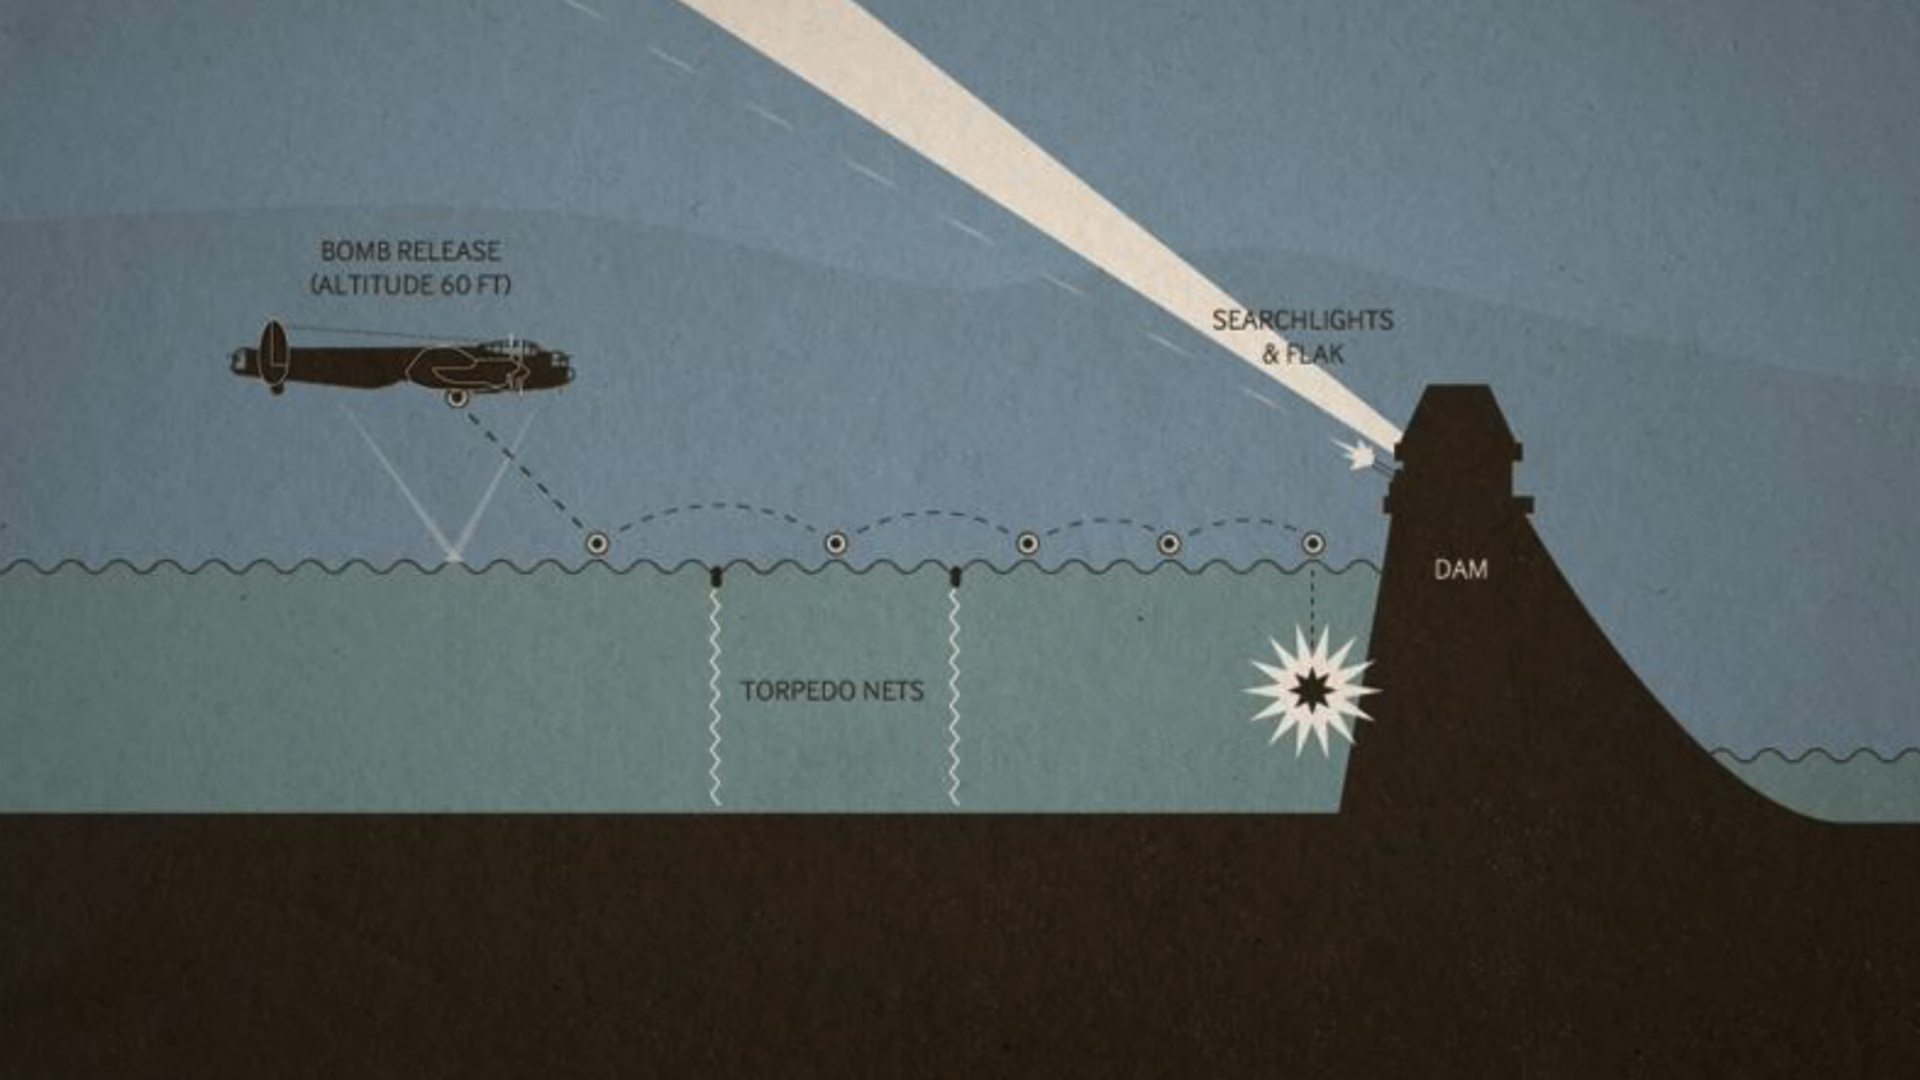 BOMB RELEASE
(ALTITUDE 60 FT)
SEARCHLIGHTS
& FLAK
DAM
TORPEDO NETS